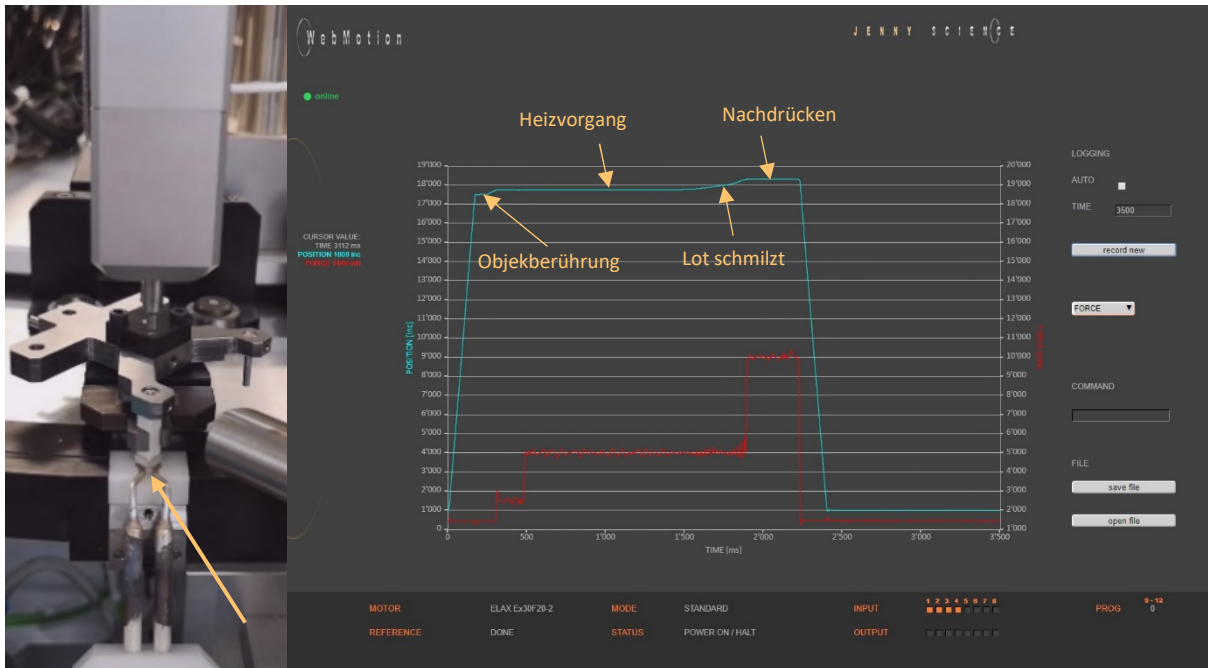 WebMotion
JENNY SCIENCE
online
Heizvorgang
Nachdrücken
Objekberührung
Lot schmilzt
CURSOR VALUE:
TIME 3112 ms
POSITION 1000 inc
POSITION [inc]
19'000
18'000
17'000
16'000
15'000
14'000
13'000
12'000
11'000
10'000
9'000
8'000
7'000
6'000
5'000
4'000
3'000
2'000
1'000
0
20'000
19'000
18'000
17'000
16'000
15'000
14'000
13'000
12'000
11'000
10'000
9'000
8'000
7'000
6'000
5'000
4'000
3'000
2'000
1'000
0 500 1'000 1'500 2'000 2'500 3'000 3'500
TIME [ms]
LOGGING
AUTO
TIME 3500
record new
FORCE
COMMAND
FILE
save file
open file
MOTOR ELAX Ex30F20-2 MODE STANDARD INPUT 1 2 3 4 5 6 7 8 PROG 9-12 0
REFERENCE DONE STATUS POWER ON / HALT OUTPUT